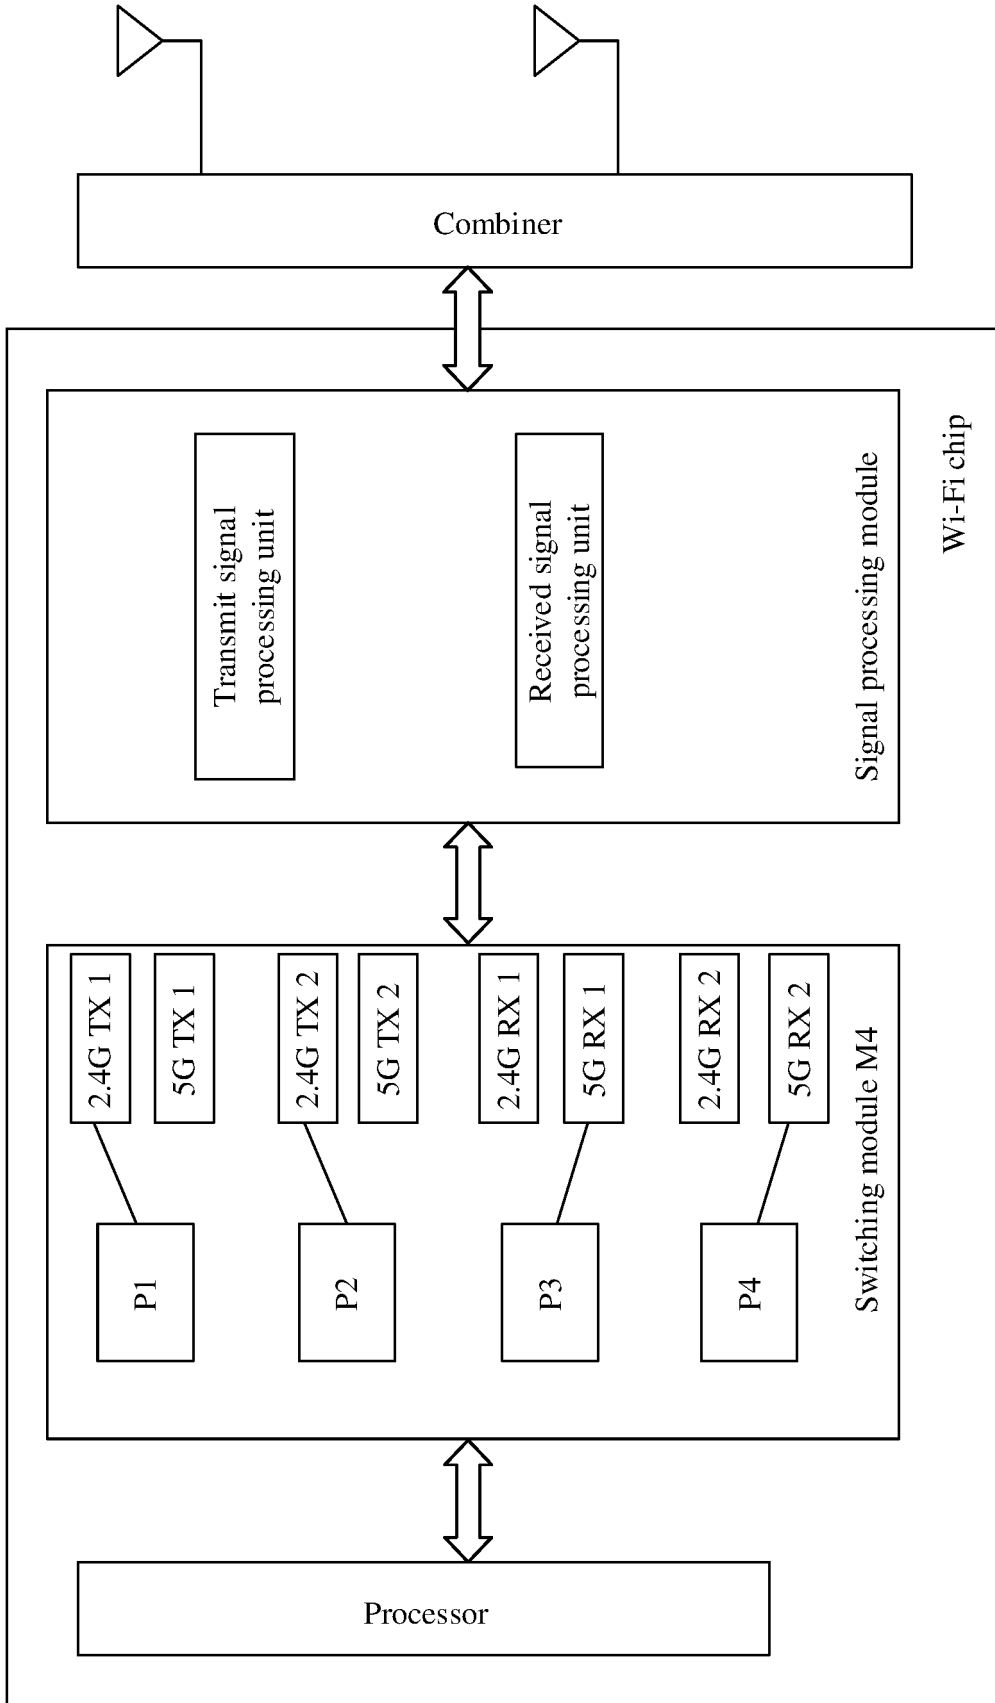 Combiner
Wi-Fi chip
Transmit signal
processing unit
Received signal
processing unit
Signal processing module
2.4G TX 1
5G TX 1
2.4G TX 2
5G TX 2
2.4G RX 1
5G RX 1
2.4G RX 2
5G RX 2
P1
P2
P3
P4
Switching module M4
Processor